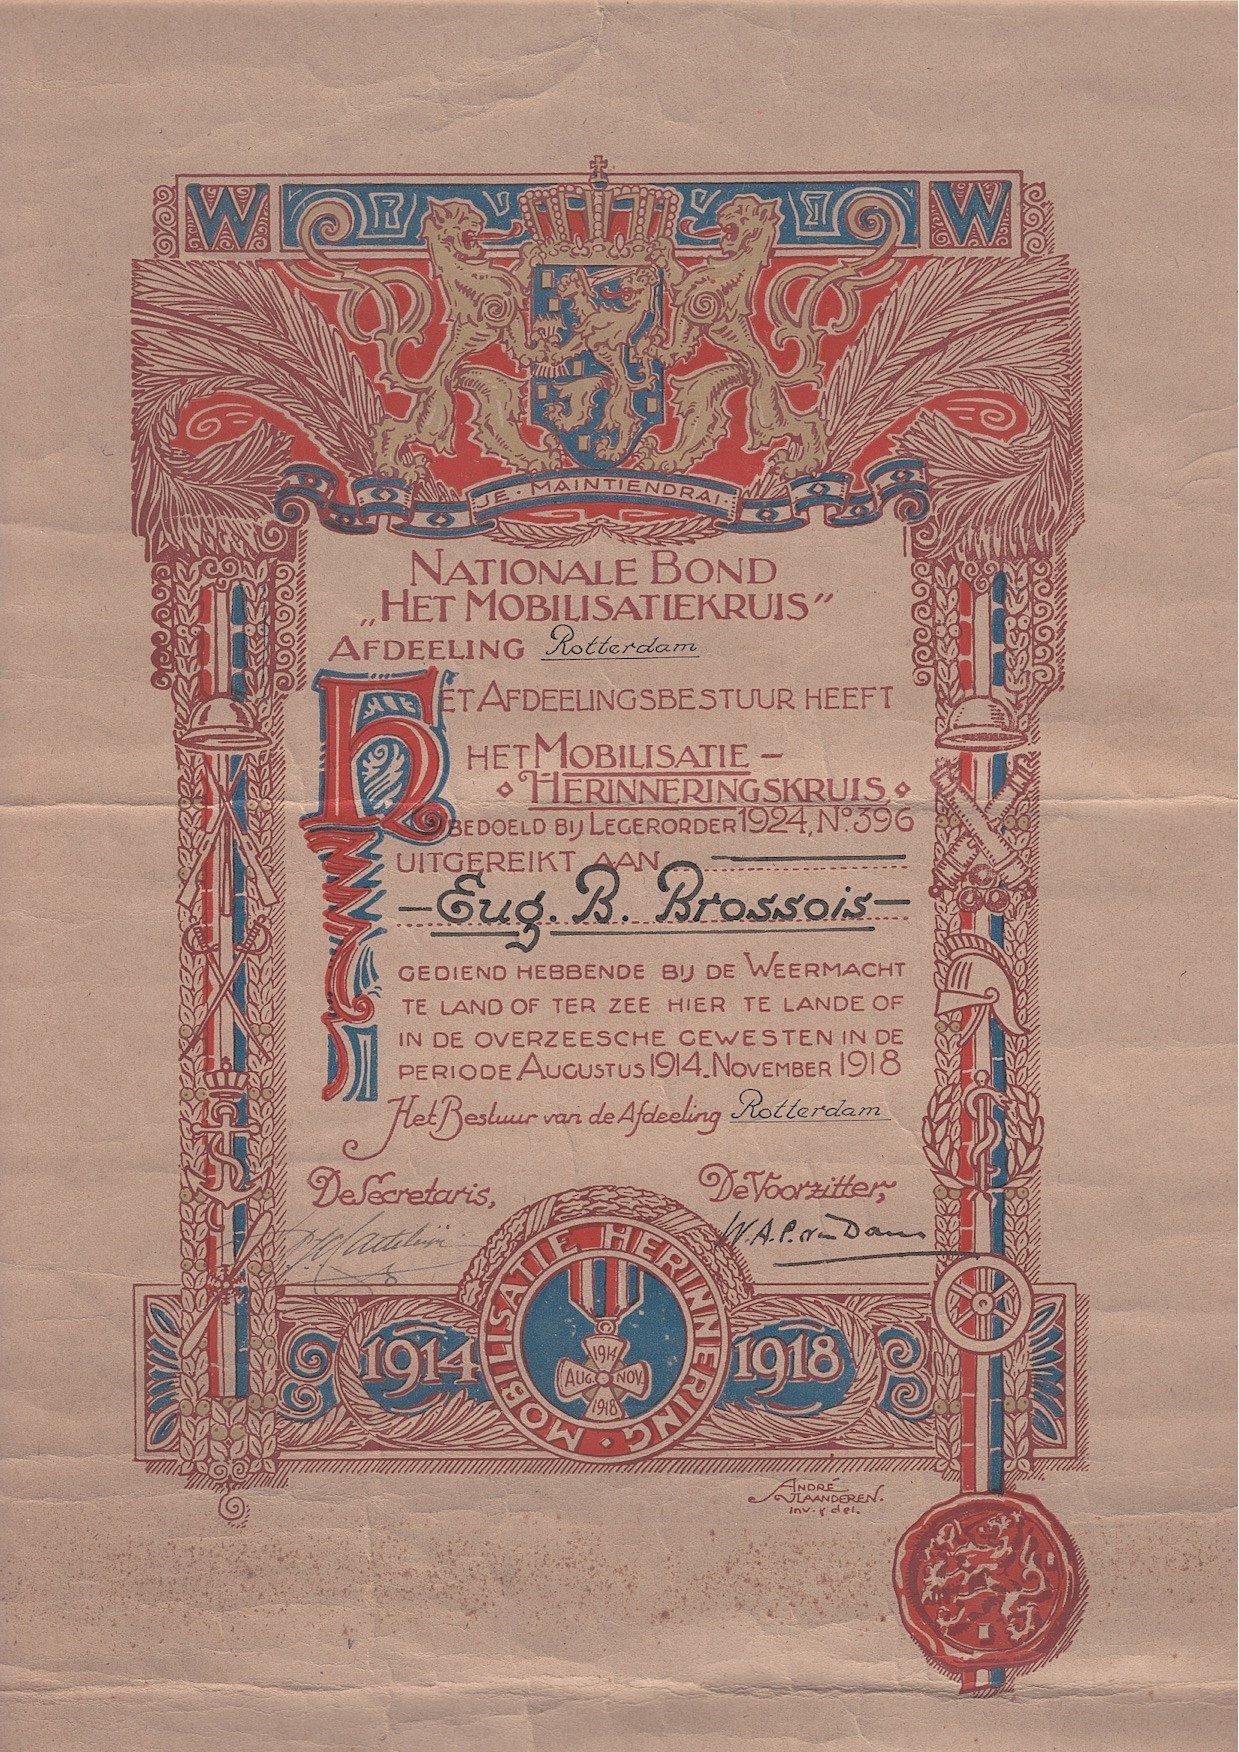 W W
JE · MAINTIENDRAI ·
NATIONALE BOND
„HET MOBILISATIEKRUIS”
AFDEELING Rotterdam
HET AFDEELINGSBESTUUR HEEFT
HET MOBILISATIE-
HERINNERINGSKRUIS,
BEDOELD BIJ LEGERORDER 1924, No. 396
UITGEREIKT AAN
Eug. B. Brossois
GEDIEND HEBBENDE BIJ DE WEERMACHT
TE LAND OF TER ZEE HIER TE LANDE OF
IN DE OVERZEESCHE GEWESTEN IN DE
PERIODE AUGUSTUS 1914-NOVEMBER 1918
Het Bestuur van de Afdeeling Rotterdam
De Secretaris, De Voorzitter,
W.A.P. van Dam
MOBILISATIE HERINNERING
1914 1918
1914
AUG. NOV.
1918
ANDRÉ
VLAANDEREN.
inv. & del.